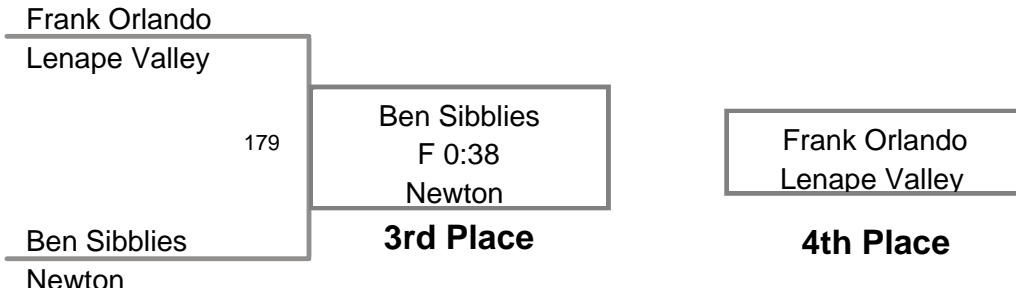 Frank Orlando
Lenape Valley
179
Ben Sibblies
Newton
Ben Sibblies
F 0:38
Newton
3rd Place
Frank Orlando
Lenape Valley
4th Place